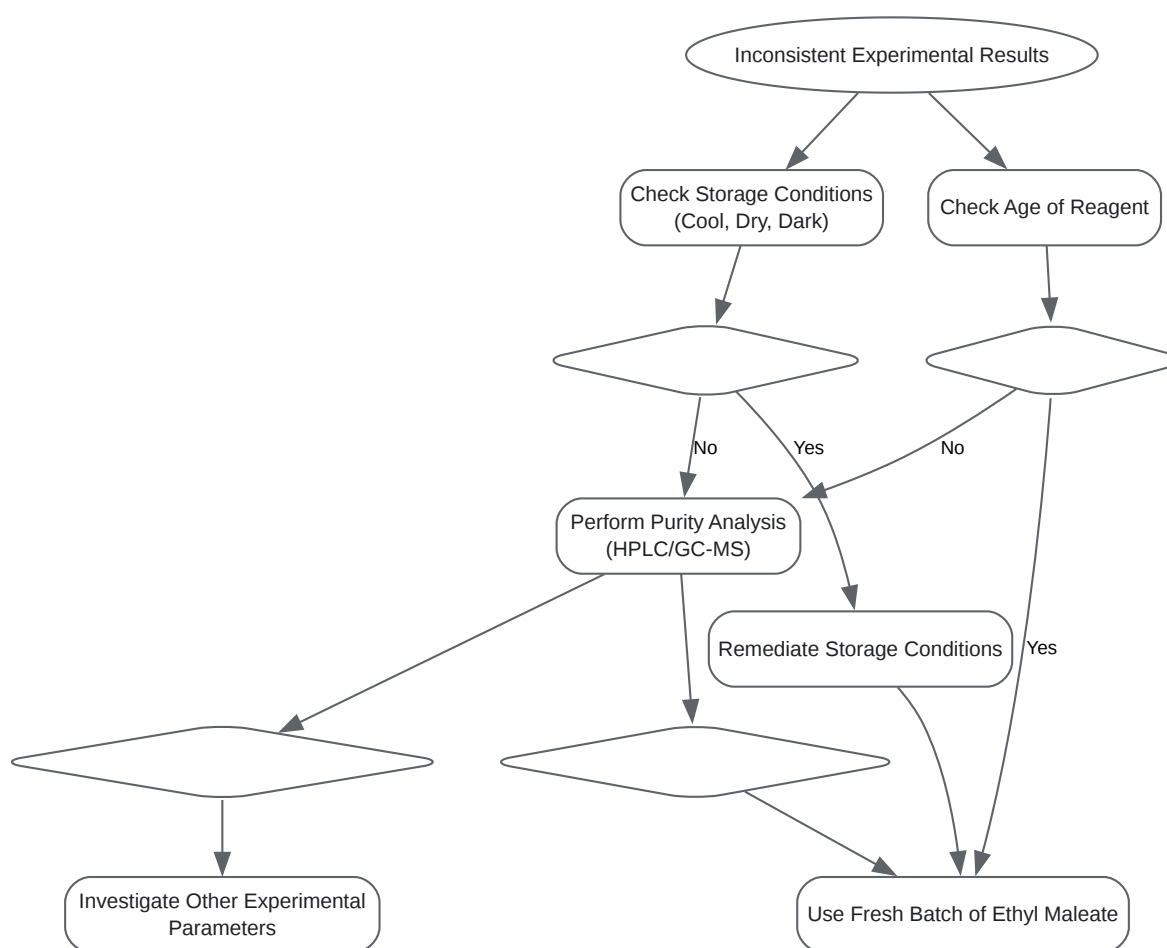 Inconsistent Experimental Results
Check Storage Conditions
(Cool, Dry, Dark)
Check Age of Reagent
No
Yes
No
Perform Purity Analysis
(HPLC/GC-MS)
Remediate Storage Conditions
Yes
Investigate Other Experimental
Parameters
Use Fresh Batch of Ethyl Maleate